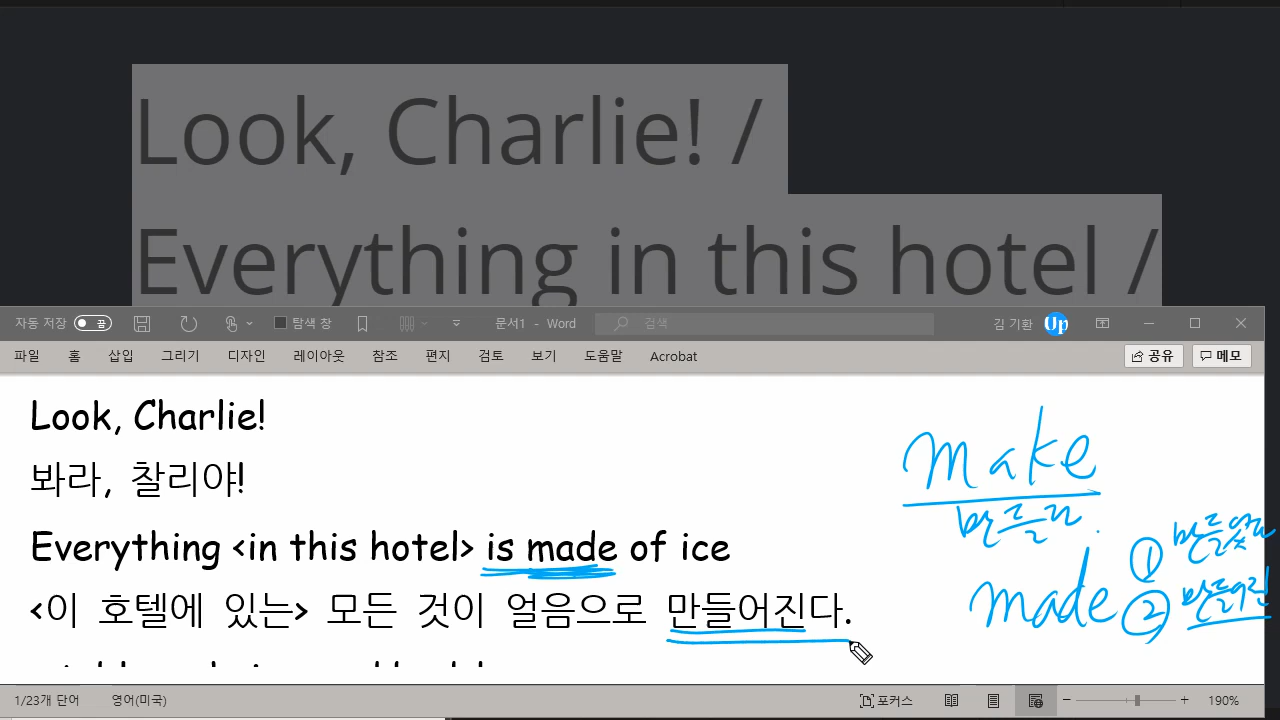 Look, Charlie! /
Everything in this hotel /
자동 저장 끔 탐색 창 문서1 - Word 검색 김 기환 Up
파일 홈 삽입 그리기 디자인 레이아웃 참조 편지 검토 보기 도움말 Acrobat 공유 메모
Look, Charlie!
봐라, 찰리야!
Everything <in this hotel> is made of ice
<이 호텔에 있는> 모든 것이 얼음으로 만들어진다.
make
만들다.
made ① 만들었다
② 만들어진
1/23개 단어 영어(미국) 포커스 190%